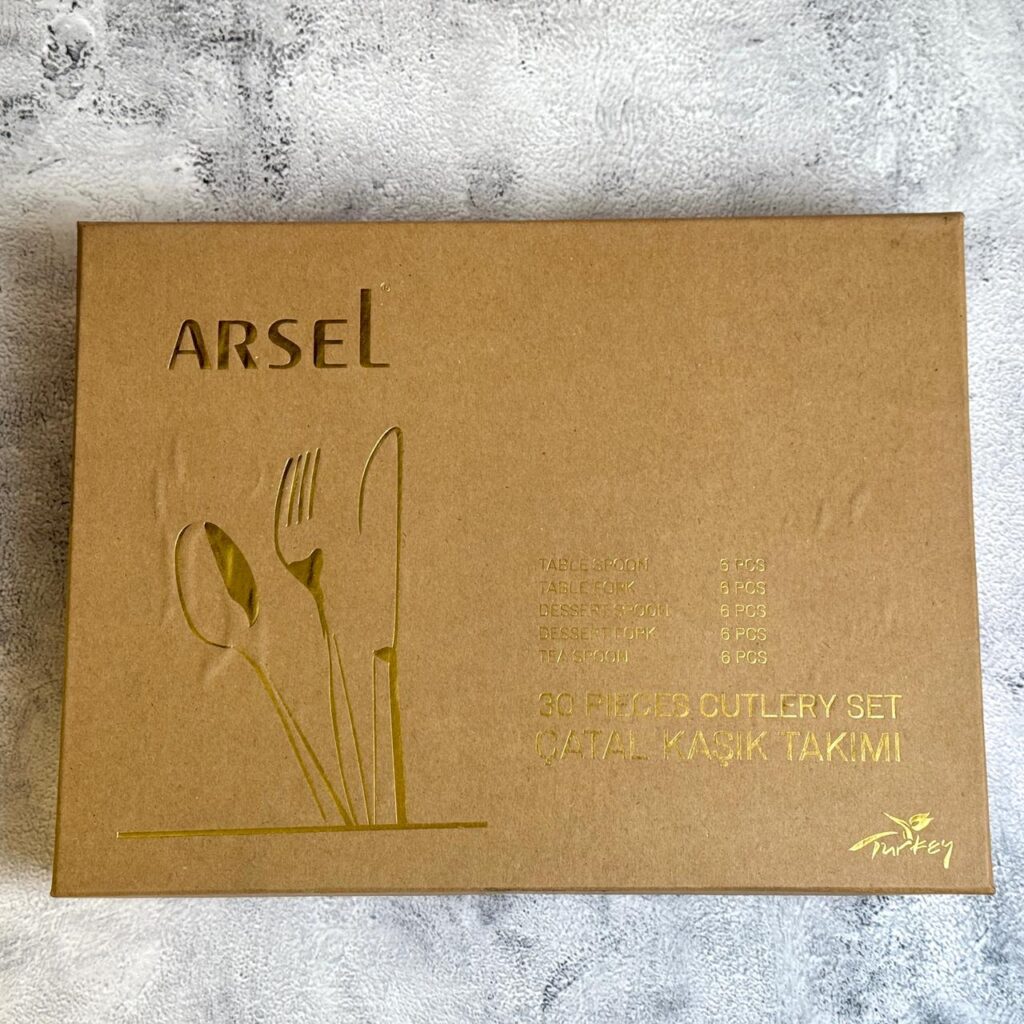 ARSEL
TABLE SPOON 6 PCS
TABLE FORK 6 PCS
DESSERT SPOON 6 PCS
DESSERT FORK 6 PCS
TEA SPOON 6 PCS
30 PIECES CUTLERY SET
ÇATAL KAŞIK TAKIMI
Turkey